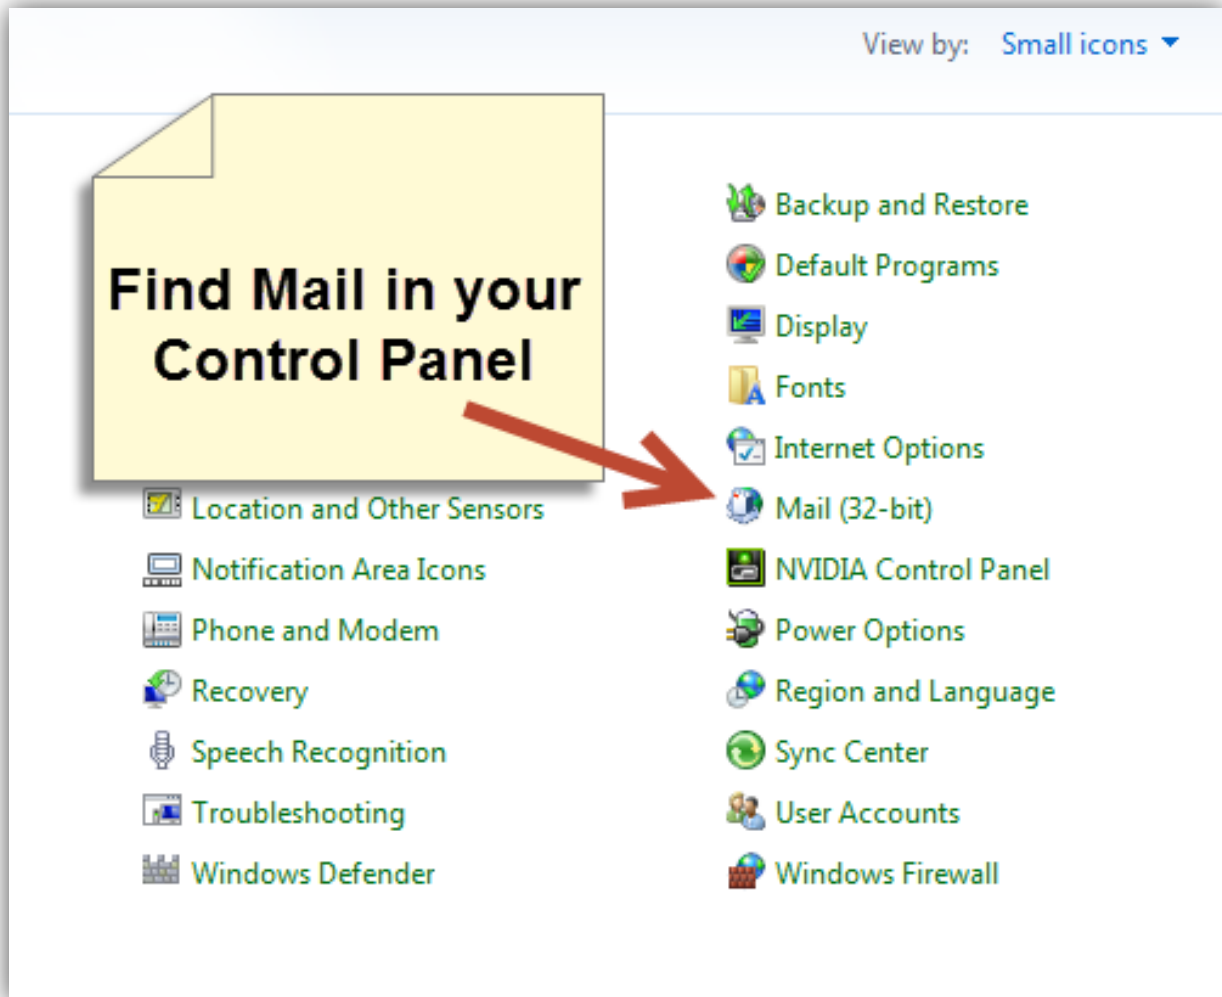 View by: Small icons
Find Mail in your
Control Panel
Location and Other Sensors
Notification Area Icons
Phone and Modem
Recovery
Speech Recognition
Troubleshooting
Windows Defender
Backup and Restore
Default Programs
Display
Fonts
Internet Options
Mail (32-bit)
NVIDIA Control Panel
Power Options
Region and Language
Sync Center
User Accounts
Windows Firewall